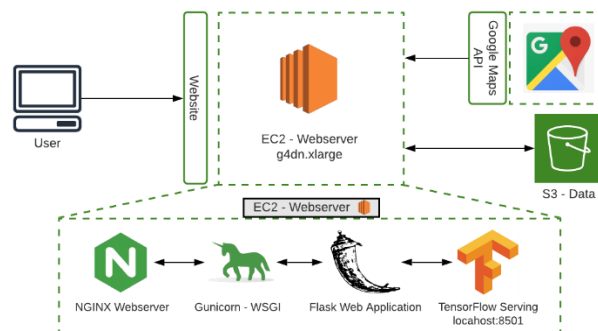 User
Website
EC2 - Webserver
g4dn.xlarge
Google Maps
API
G
S3 - Data
EC2 - Webserver
N
NGINX Webserver
Gunicorn - WSGI
Flask Web Application
TensorFlow Serving
locahost:8501